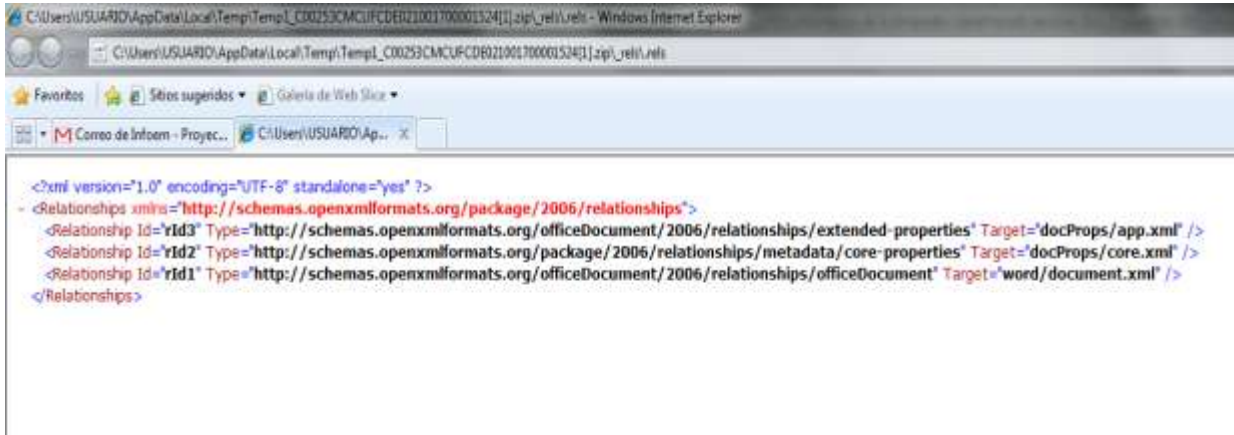 C:\Users\USUARIO\AppData\Local\Temp\Temp1_C00253CMCUFCDE021001700001524[1].zip\_rels\.rels - Windows Internet Explorer
C:\Users\USUARIO\AppData\Local\Temp\Temp1_C00253CMCUFCDE021001700001524[1].zip\_rels\.rels
Favoritos Sitios sugeridos Galería de Web Slice
Correo de Infoem - Proyec... C:\Users\USUARIO\Ap...
<?xml version="1.0" encoding="UTF-8" standalone="yes" ?>
- <Relationships xmlns="http://schemas.openxmlformats.org/package/2006/relationships">
<Relationship Id="rId3" Type="http://schemas.openxmlformats.org/officeDocument/2006/relationships/extended-properties" Target="docProps/app.xml" />
<Relationship Id="rId2" Type="http://schemas.openxmlformats.org/package/2006/relationships/metadata/core-properties" Target="docProps/core.xml" />
<Relationship Id="rId1" Type="http://schemas.openxmlformats.org/officeDocument/2006/relationships/officeDocument" Target="word/document.xml" />
</Relationships>